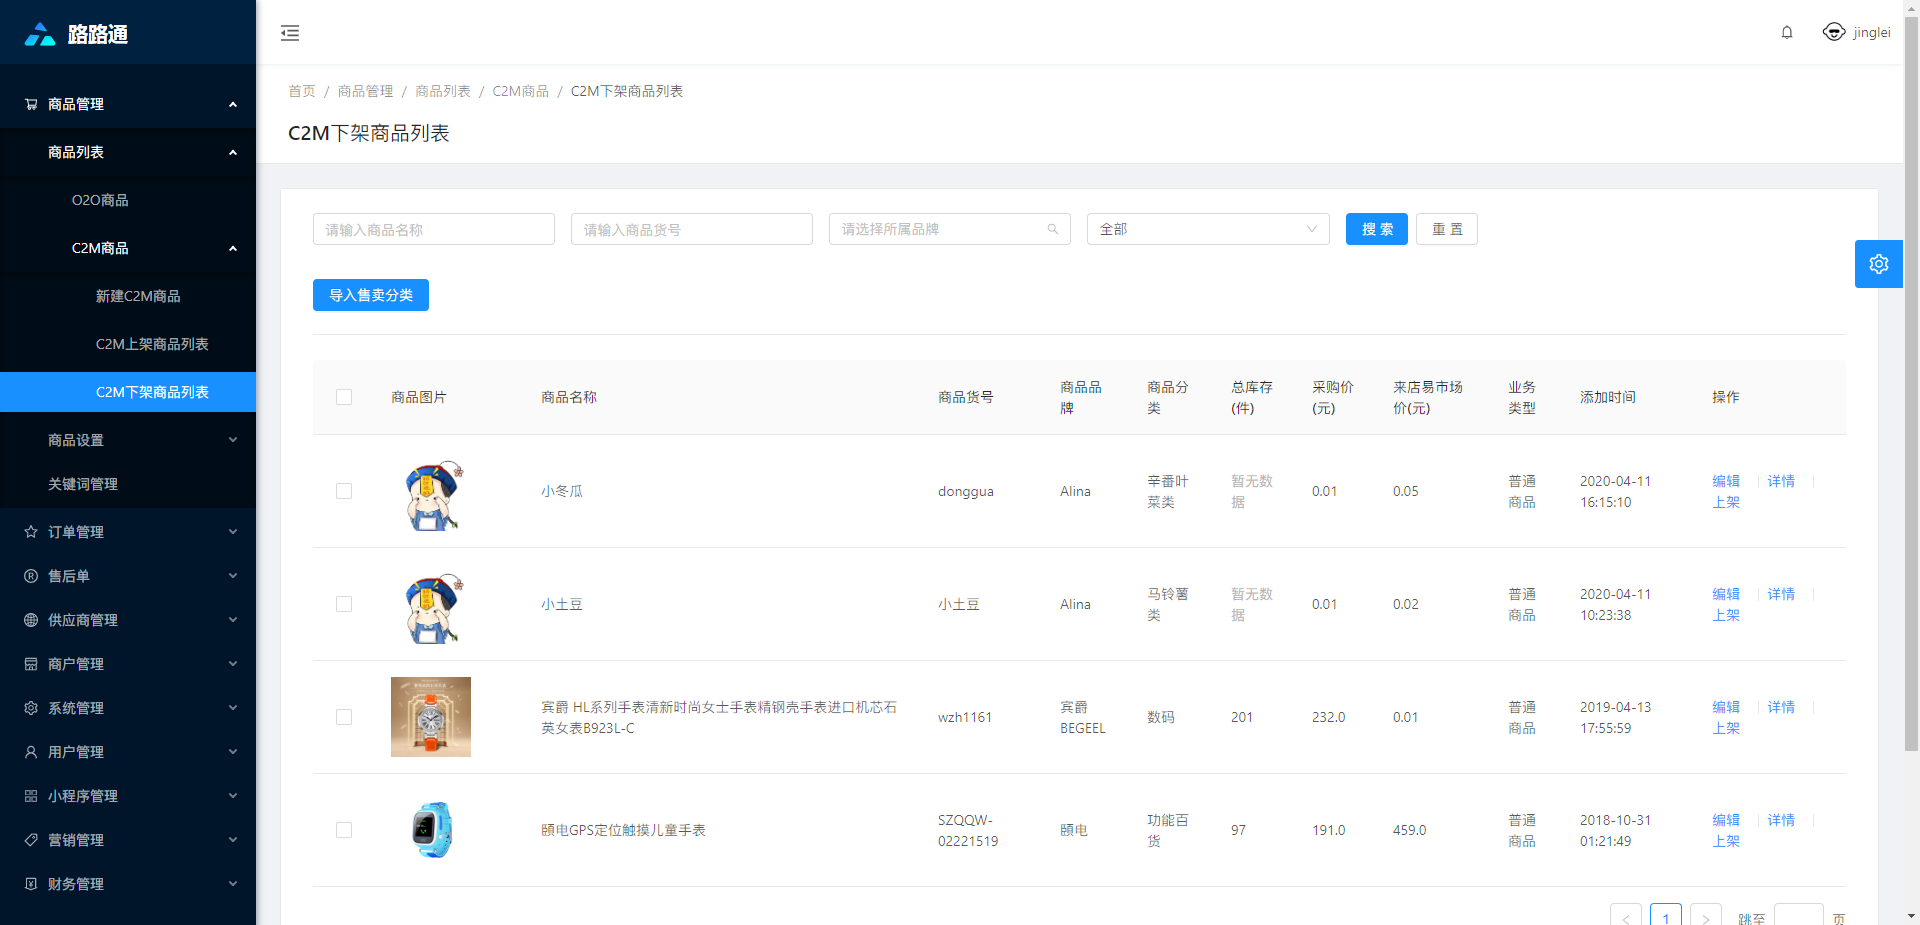 路路通
jinglei
商品管理
商品列表
O2O商品
C2M商品
新建C2M商品
C2M上架商品列表
C2M下架商品列表
商品设置
关键词管理
订单管理
售后单
供应商管理
商户管理
系统管理
用户管理
小程序管理
营销管理
财务管理
首页 / 商品管理 / 商品列表 / C2M商品 / C2M下架商品列表
C2M下架商品列表
请输入商品名称 请输入商品货号 请选择所属品牌 全部 搜 索 重 置
导入售卖分类
商品图片 商品名称 商品货号 商品品牌 商品分类 总库存(件) 采购价(元) 来店易市场价(元) 业务类型 添加时间 操作
小冬瓜 donggua Alina 辛番叶菜类 暂无数据 0.01 0.05 普通商品 2020-04-11 16:15:10 编辑 详情 上架
小土豆 小土豆 Alina 马铃薯类 暂无数据 0.01 0.02 普通商品 2020-04-11 10:23:38 编辑 详情 上架
宾爵 HL系列手表清新时尚女士手表精钢壳手表进口机芯石英女表B923L-C wzh1161 宾爵 BEGEEL 数码 201 232.0 0.01 普通商品 2019-04-13 17:55:59 编辑 详情 上架
颐电GPS定位触摸儿童手表 SZQQW-02221519 颐电 功能百货 97 191.0 459.0 普通商品 2018-10-31 01:21:49 编辑 详情 上架
< 1 > 跳至 页